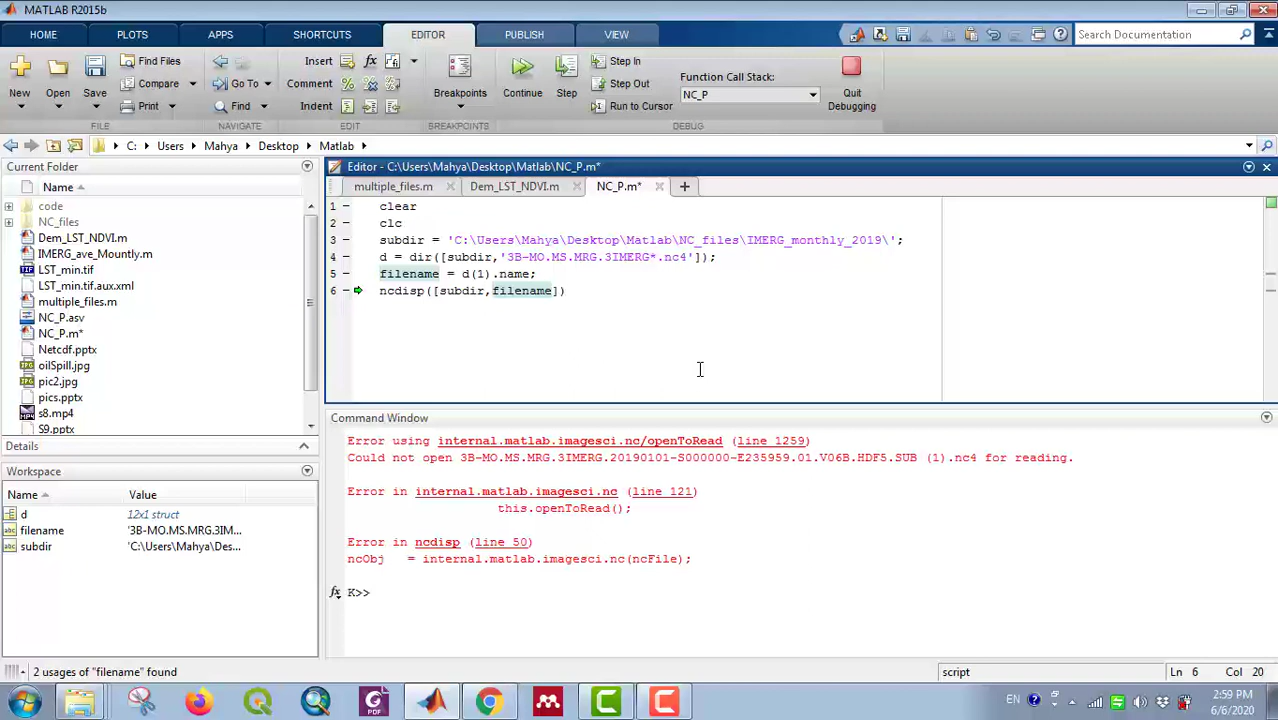 MATLAB R2015b
HOME PLOTS APPS SHORTCUTS EDITOR PUBLISH VIEW Search Documentation
New Open Save Find Files Compare Print
FILE
Go To Find
NAVIGATE
Insert fx
Comment %
Indent
EDIT
Breakpoints
BREAKPOINTS
Continue Step Step In Step Out Run to Cursor
Function Call Stack:
NC_P
Quit Debugging
DEBUG
C: Users Mahya Desktop Matlab
Current Folder
Name
code
NC_files
Dem_LST_NDVI.m
IMERG_ave_Mountly.m
LST_min.tif
LST_min.tif.aux.xml
multiple_files.m
NC_P.asv
NC_P.m*
Netcdf.pptx
oilSpill.jpg
pic2.jpg
pics.pptx
s8.mp4
S9.pptx
Details
Workspace
Name Value
d 12x1 struct
filename '3B-MO.MS.MRG.3IM...
subdir 'C:\Users\Mahya\Des...
Editor - C:\Users\Mahya\Desktop\Matlab\NC_P.m*
multiple_files.m Dem_LST_NDVI.m NC_P.m* +
1 clear
2 clc
3 subdir = 'C:\Users\Mahya\Desktop\Matlab\NC_files\IMERG_monthly_2019\';
4 d = dir([subdir,'3B-MO.MS.MRG.3IMERG*.nc4']);
5 filename = d(1).name;
6 ncdisp([subdir,filename])
Command Window
Error using internal.matlab.imagesci.nc/openToRead (line 1259)
Could not open 3B-MO.MS.MRG.3IMERG.20190101-S000000-E235959.01.V06B.HDF5.SUB (1).nc4 for reading.
Error in internal.matlab.imagesci.nc (line 121)
this.openToRead();
Error in ncdisp (line 50)
ncObj = internal.matlab.imagesci.nc(ncFile);
fx K>>
2 usages of "filename" found script Ln 6 Col 20
PDF EN 2:59 PM
6/6/2020